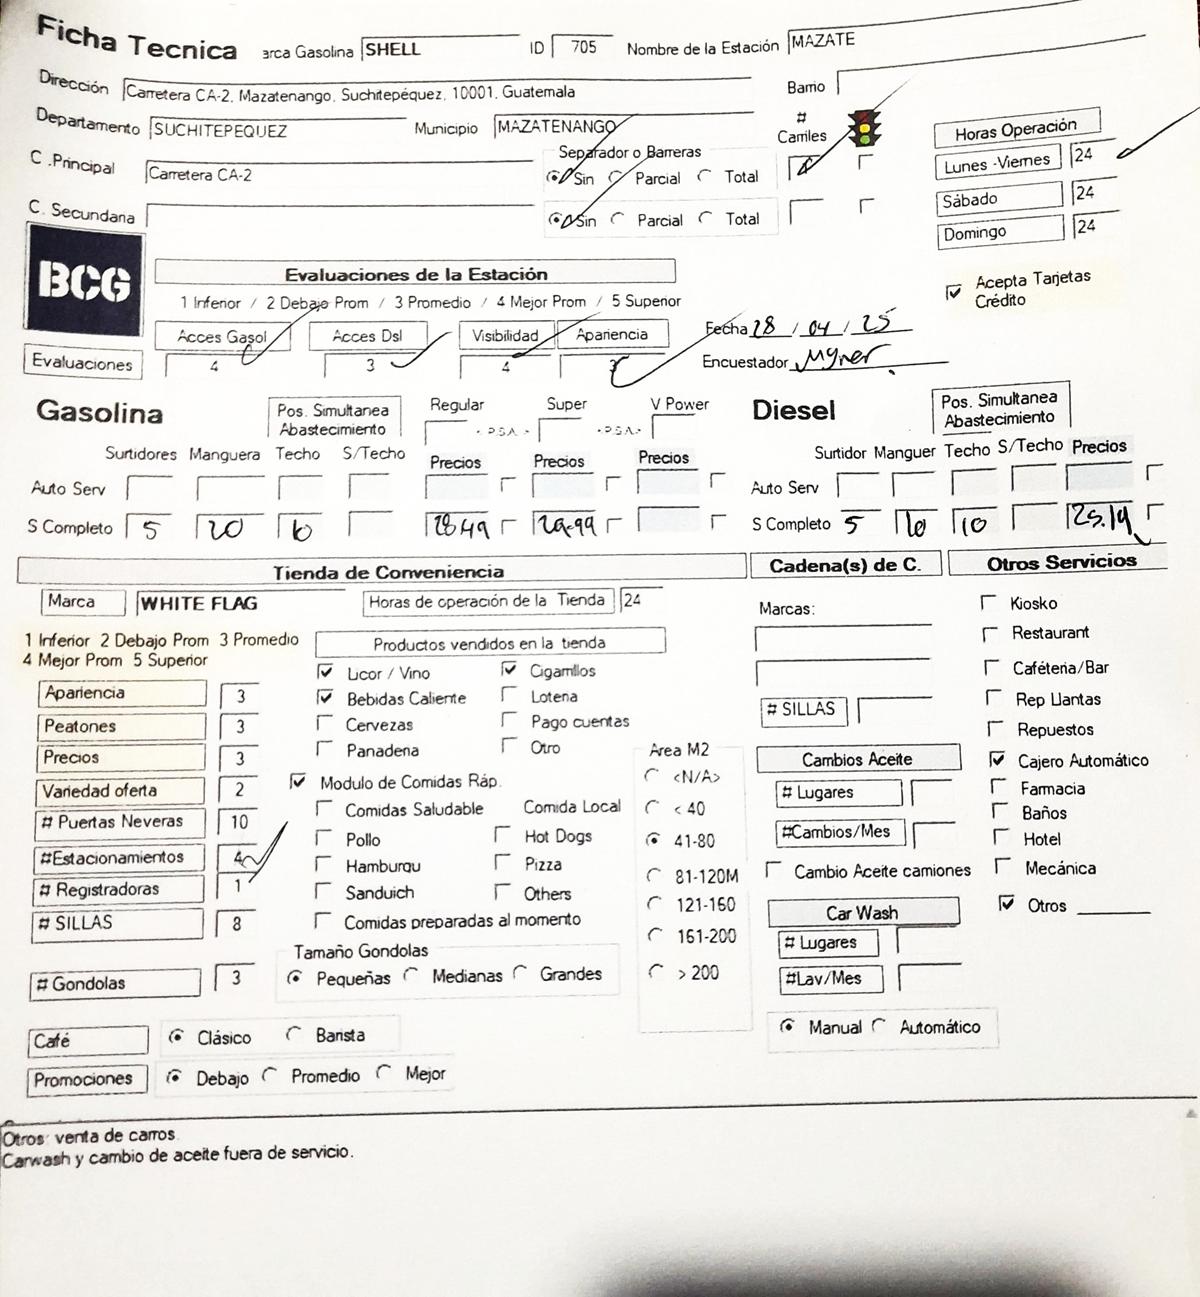 Ficha Tecnica arca Gasolina SHELL ID 705 Nombre de la Estación MAZATE
Dirección Carretera CA-2, Mazatenango, Suchitepéquez, 10001, Guatemala Barrio
Departamento SUCHITEPEQUEZ Municipio MAZATENANGO # Carriles Horas Operación
C .Principal Carretera CA-2 Separador o Barreras Sin Parcial Total Lunes -Viernes 24
C. Secundaria Sin Parcial Total Sábado 24
Domingo 24
BCG
Evaluaciones de la Estación Acepta Tarjetas Crédito
1 Inferior / 2 Debajo Prom / 3 Promedio / 4 Mejor Prom / 5 Superior
Acces Gasol Acces Dsl Visibilidad Apariencia Fecha 28 / 04 / 25
Evaluaciones 4 3 4 3 Encuestador Myner
Gasolina Pos. Simultanea Abastecimiento Regular Super V Power Diesel Pos. Simultanea Abastecimiento
- P.S.A.- -P.S.A.-
Surtidores Manguera Techo S/Techo Precios Precios Precios Surtidor Manguer Techo S/Techo Precios
Auto Serv Auto Serv
S Completo 5 20 6 28.49 29.99 S Completo 5 10 10 25.19
Tienda de Conveniencia Cadena(s) de C. Otros Servicios
Marca WHITE FLAG Horas de operación de la Tienda 24 Marcas: Kiosko
1 Inferior 2 Debajo Prom 3 Promedio Productos vendidos en la tienda Restaurant
4 Mejor Prom 5 Superior Licor / Vino Cigarrillos Caféteria/Bar
Apariencia 3 Bebidas Caliente Loteria # SILLAS Rep Llantas
Peatones 3 Cervezas Pago cuentas Repuestos
Precios 3 Panaderia Otro Area M2 Cambios Aceite Cajero Automático
Variedad oferta 2 Modulo de Comidas Ráp. <N/A> # Lugares Farmacia
# Puertas Neveras 10 Comidas Saludable Comida Local < 40 Baños
Pollo Hot Dogs 41-80 #Cambios/Mes Hotel
#Estacionamientos 4 Hamburqu Pizza 81-120M Cambio Aceite camiones Mecánica
# Registradoras 1 Sanduich Others 121-160 Car Wash Otros
# SILLAS 8 Comidas preparadas al momento 161-200 # Lugares
Tamaño Gondolas
# Gondolas 3 Pequeñas Medianas Grandes > 200 #Lav/Mes
Café Clásico Barista Manual Automático
Promociones Debajo Promedio Mejor
Otros: venta de carros.
Carwash y cambio de aceite fuera de servicio.